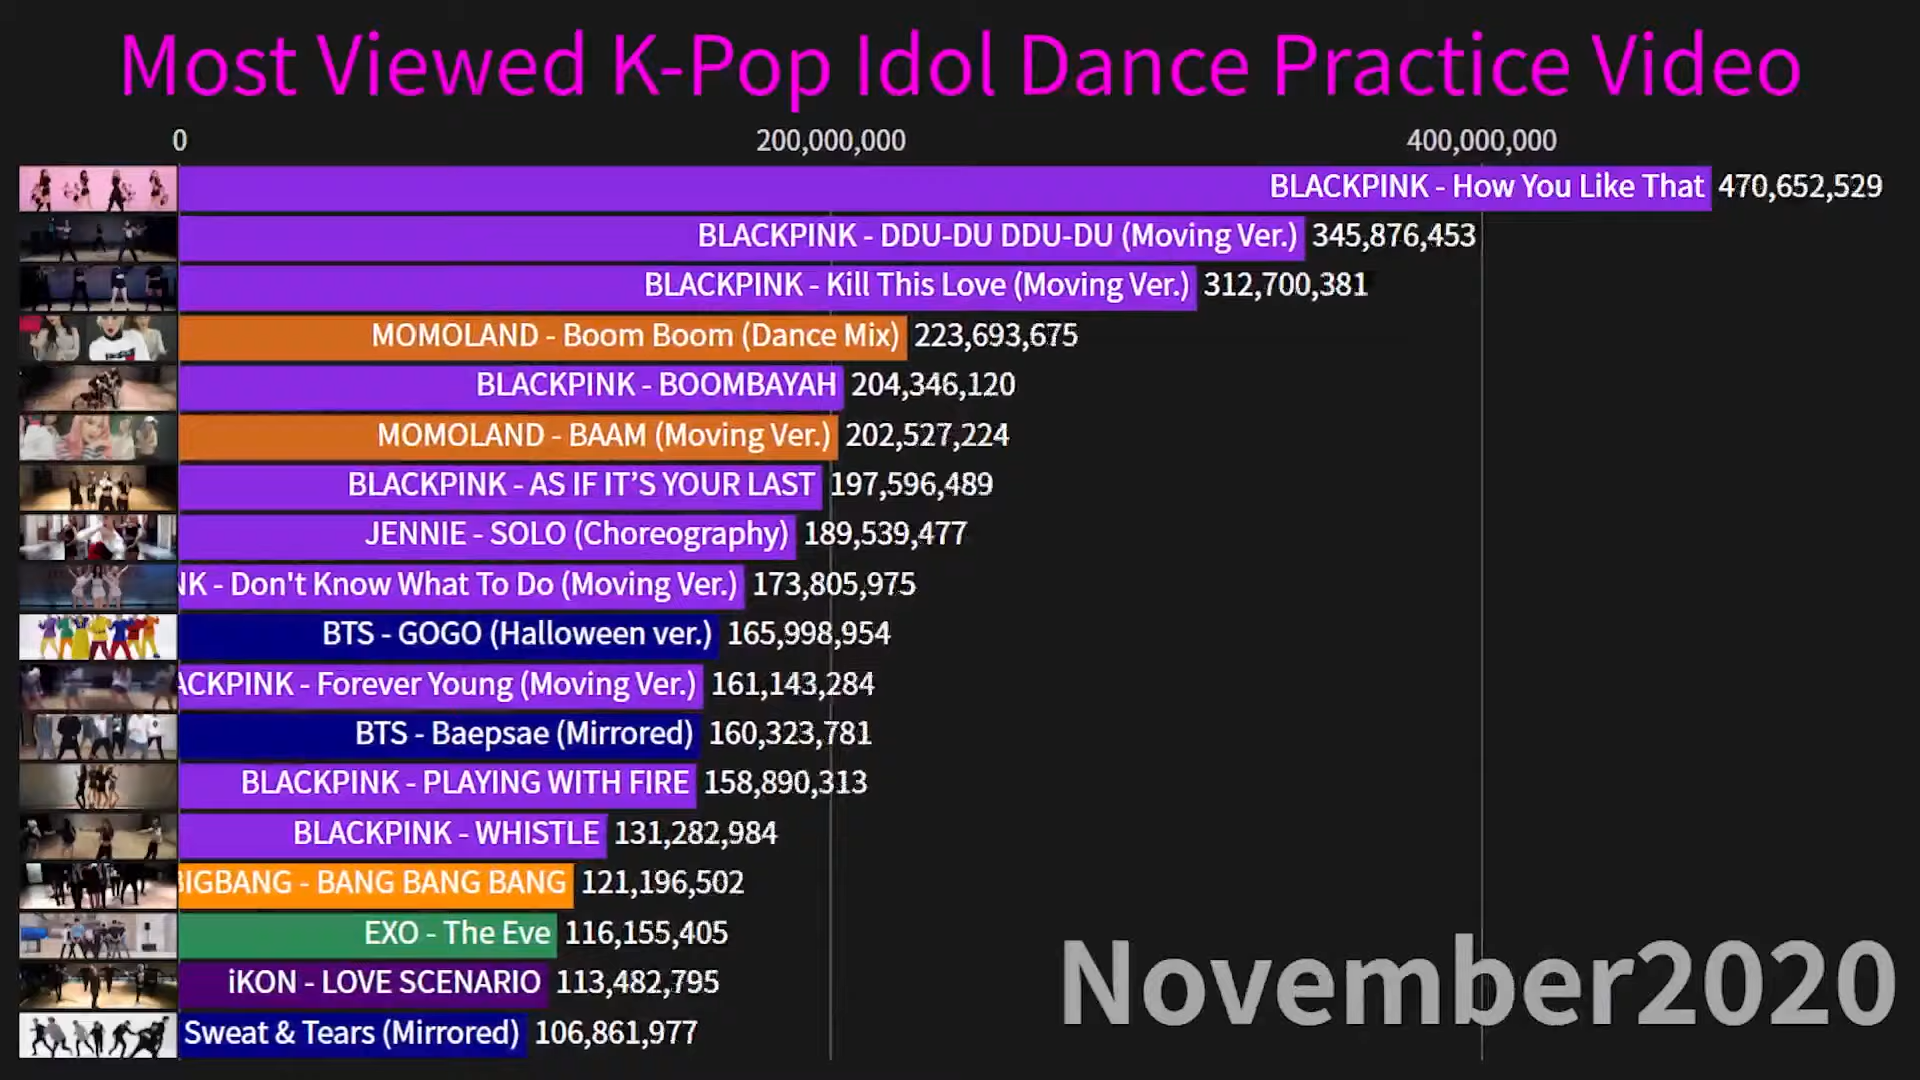 Most Viewed K-Pop Idol Dance Practice Video
0 200,000,000 400,000,000
BLACKPINK - How You Like That 470,652,529
BLACKPINK - DDU-DU DDU-DU (Moving Ver.) 345,876,453
BLACKPINK - Kill This Love (Moving Ver.) 312,700,381
MOMOLAND - Boom Boom (Dance Mix) 223,693,675
BLACKPINK - BOOMBAYAH 204,346,120
MOMOLAND - BAAM (Moving Ver.) 202,527,224
BLACKPINK - AS IF IT’S YOUR LAST 197,596,489
JENNIE - SOLO (Choreography) 189,539,477
NK - Don't Know What To Do (Moving Ver.) 173,805,975
BTS - GOGO (Halloween ver.) 165,998,954
ACKPINK - Forever Young (Moving Ver.) 161,143,284
BTS - Baepsae (Mirrored) 160,323,781
BLACKPINK - PLAYING WITH FIRE 158,890,313
BLACKPINK - WHISTLE 131,282,984
BIGBANG - BANG BANG BANG 121,196,502
EXO - The Eve 116,155,405
iKON - LOVE SCENARIO 113,482,795
Sweat & Tears (Mirrored) 106,861,977
November2020